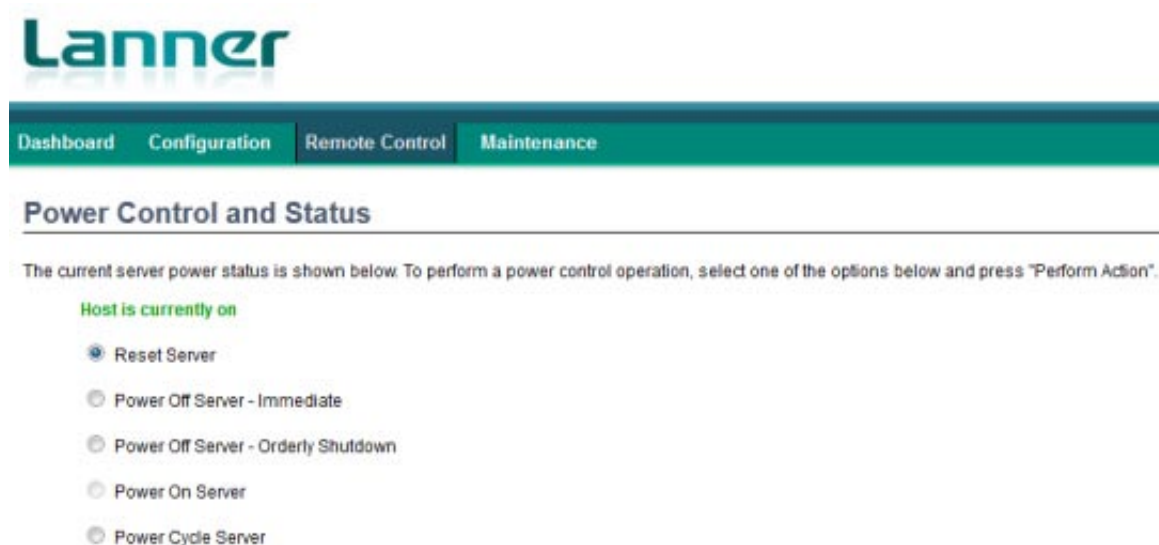 Lanner
Dashboard Configuration Remote Control Maintenance
Power Control and Status
The current server power status is shown below. To perform a power control operation, select one of the options below and press "Perform Action".
Host is currently on
Reset Server
Power Off Server - Immediate
Power Off Server - Orderly Shutdown
Power On Server
Power Cycle Server